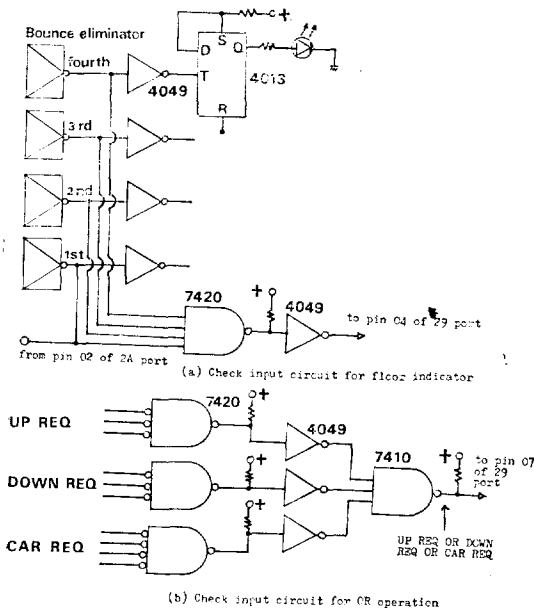 Bounce eliminator
fourth
4049
S
D
Q
T
4013
R
+
3rd
2nd
1st
7420
+
4049
to pin 04 of 29 port
from pin 02 of 2A port
(a) Check input circuit for floor indicator
UP REQ
7420
+
4049
7410
+
to pin 07
of 29
port
DOWN REQ
+
+
CAR REQ
UP REQ OR DOWN
REQ OR CAR REQ
(b) Check input circuit for OR operation